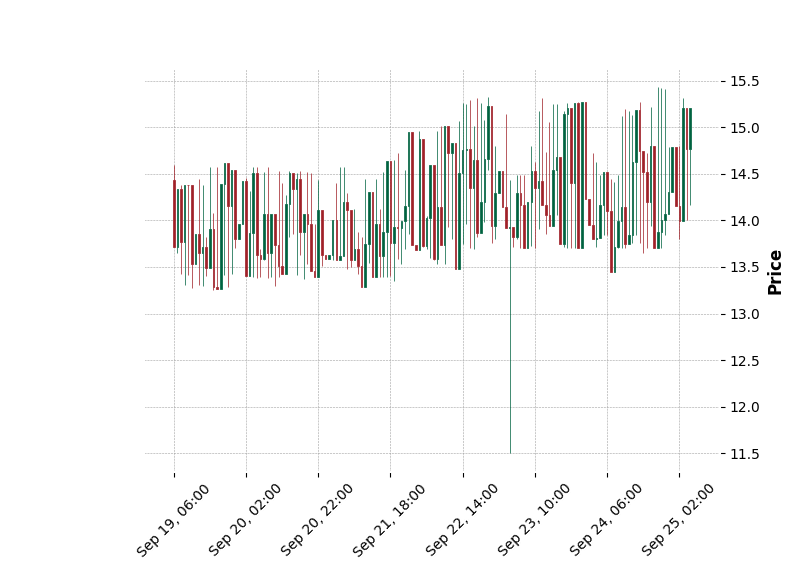 15.5
15.0
14.5
14.0
13.5
13.0
12.5
12.0
11.5
Price
Sep 19, 06:00
Sep 20, 02:00
Sep 20, 22:00
Sep 21, 18:00
Sep 22, 14:00
Sep 23, 10:00
Sep 24, 06:00
Sep 25, 02:00